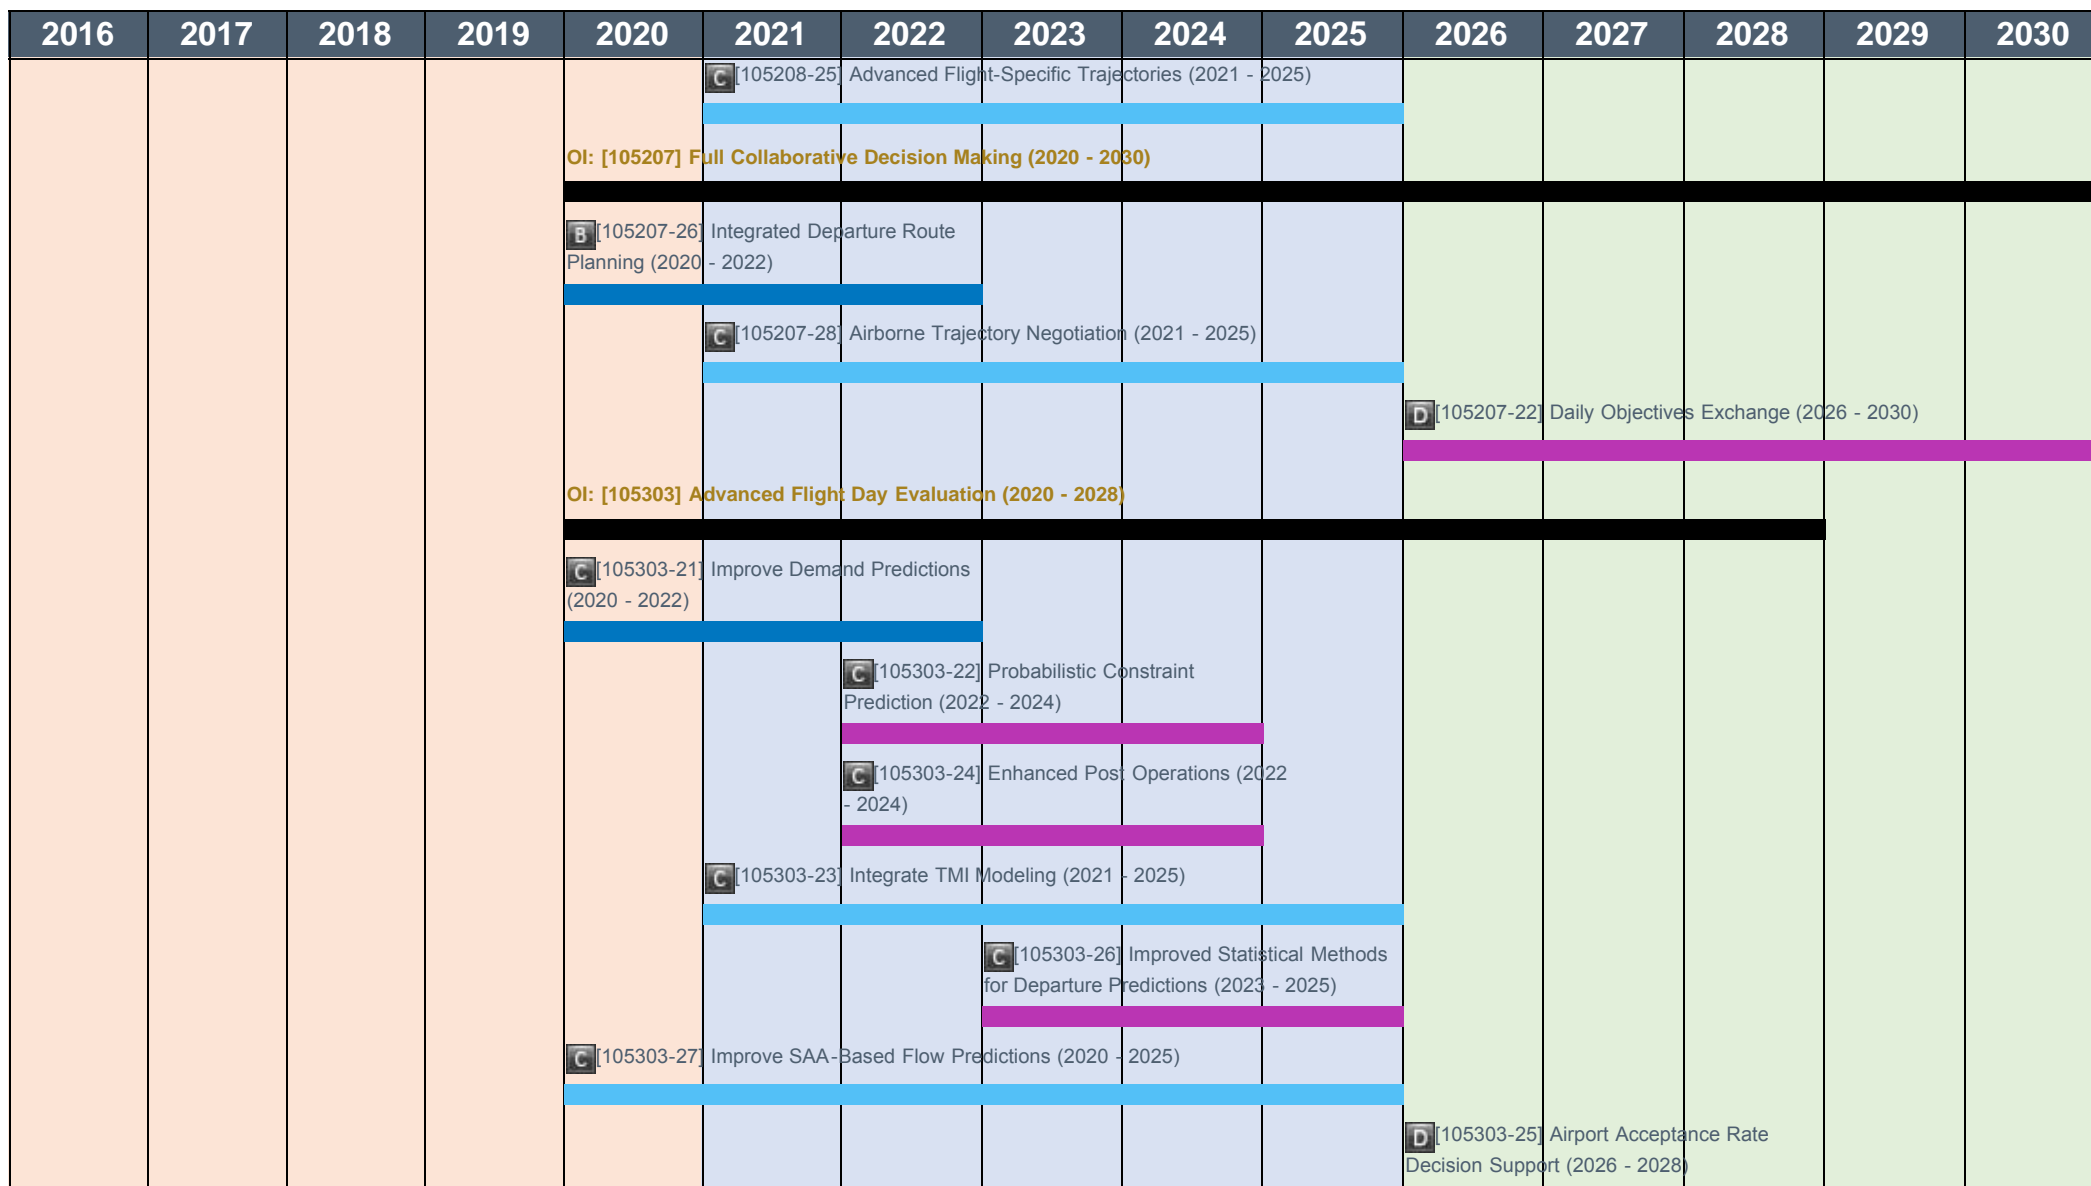 2016 2017 2018 2019 2020 2021 2022 2023 2024 2025 2026 2027 2028 2029 2030
C [105208-25] Advanced Flight-Specific Trajectories (2021 - 2025)
OI: [105207] Full Collaborative Decision Making (2020 - 2030)
B [105207-26] Integrated Departure Route
Planning (2020 - 2022)
C [105207-28] Airborne Trajectory Negotiation (2021 - 2025)
D [105207-22] Daily Objectives Exchange (2026 - 2030)
OI: [105303] Advanced Flight Day Evaluation (2020 - 2028)
C [105303-21] Improve Demand Predictions
(2020 - 2022)
C [105303-22] Probabilistic Constraint
Prediction (2022 - 2024)
C [105303-24] Enhanced Post Operations (2022
- 2024)
C [105303-23] Integrate TMI Modeling (2021 - 2025)
C [105303-26] Improved Statistical Methods
for Departure Predictions (2023 - 2025)
C [105303-27] Improve SAA-Based Flow Predictions (2020 - 2025)
D [105303-25] Airport Acceptance Rate
Decision Support (2026 - 2028)